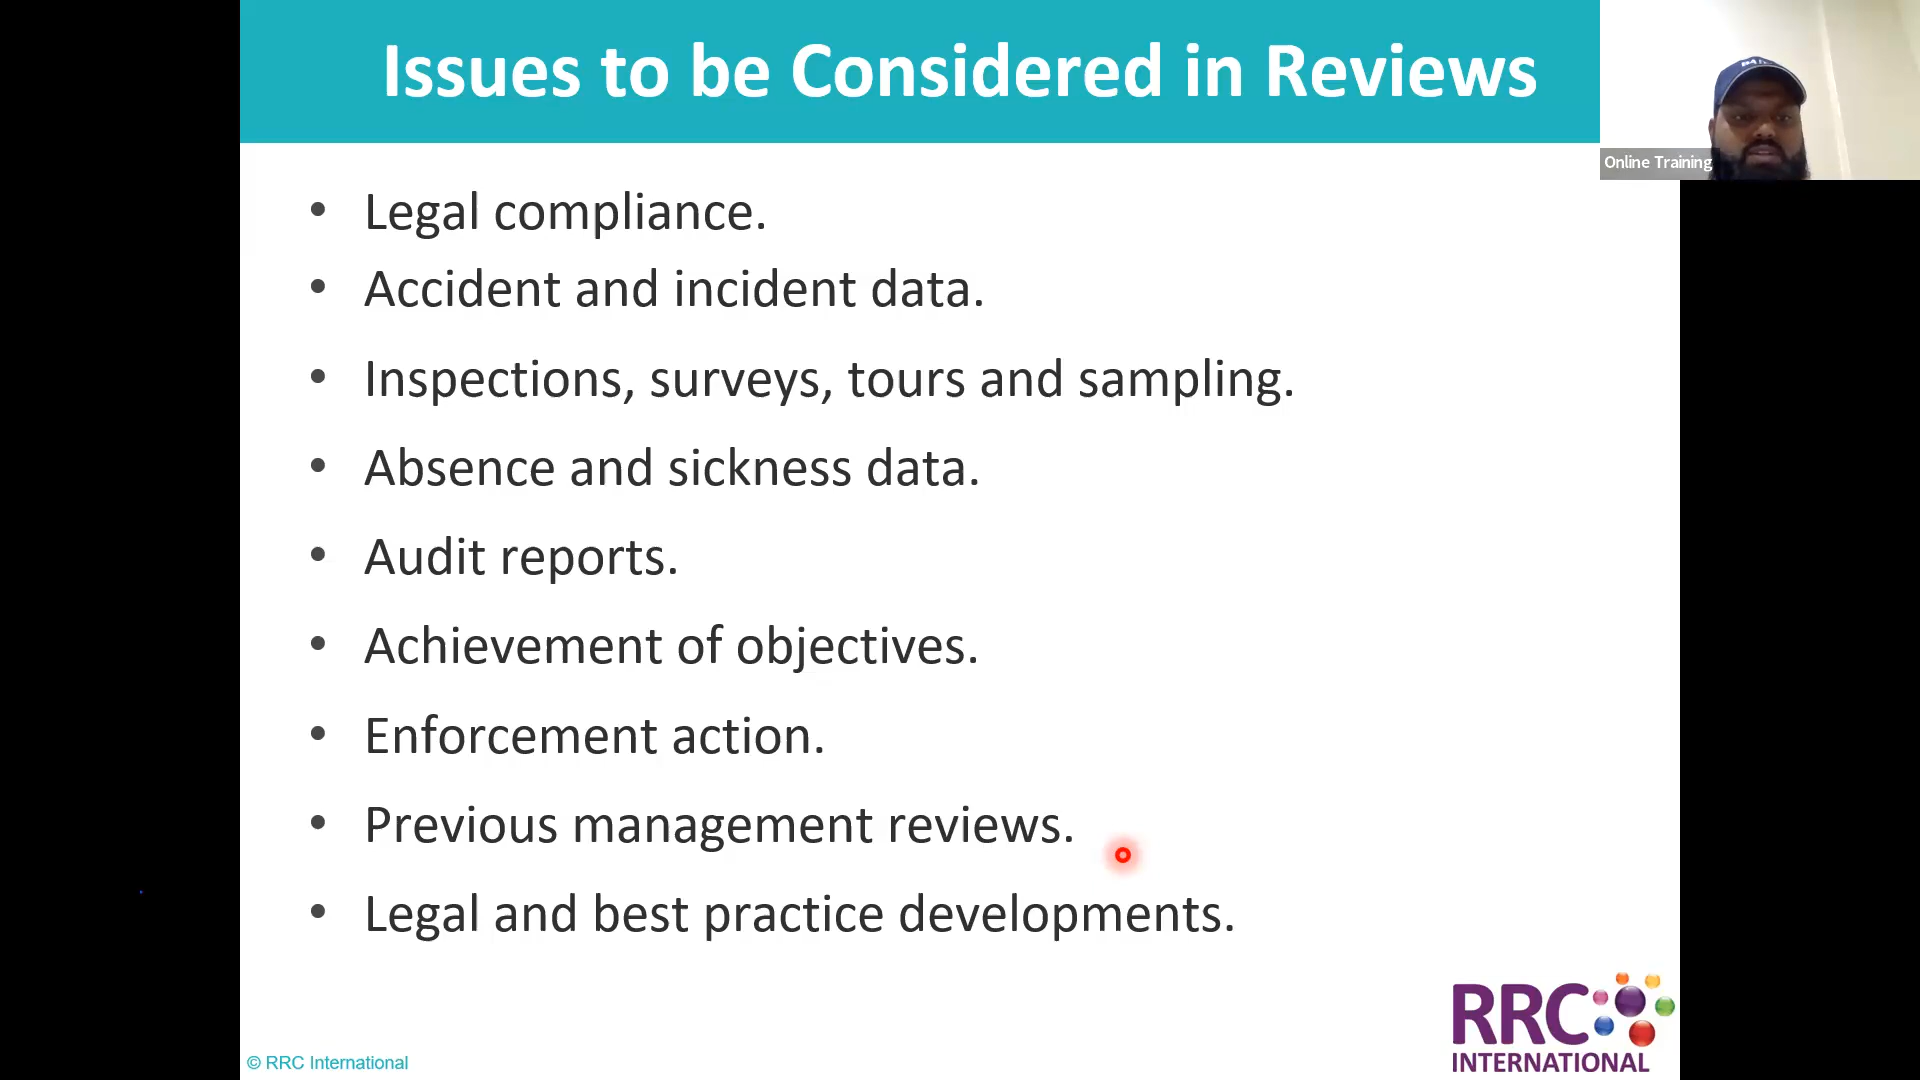 Issues to be Considered in Reviews
Online Training
• Legal compliance.
• Accident and incident data.
• Inspections, surveys, tours and sampling.
• Absence and sickness data.
• Audit reports.
• Achievement of objectives.
• Enforcement action.
• Previous management reviews.
• Legal and best practice developments.
RRC
INTERNATIONAL
© RRC International